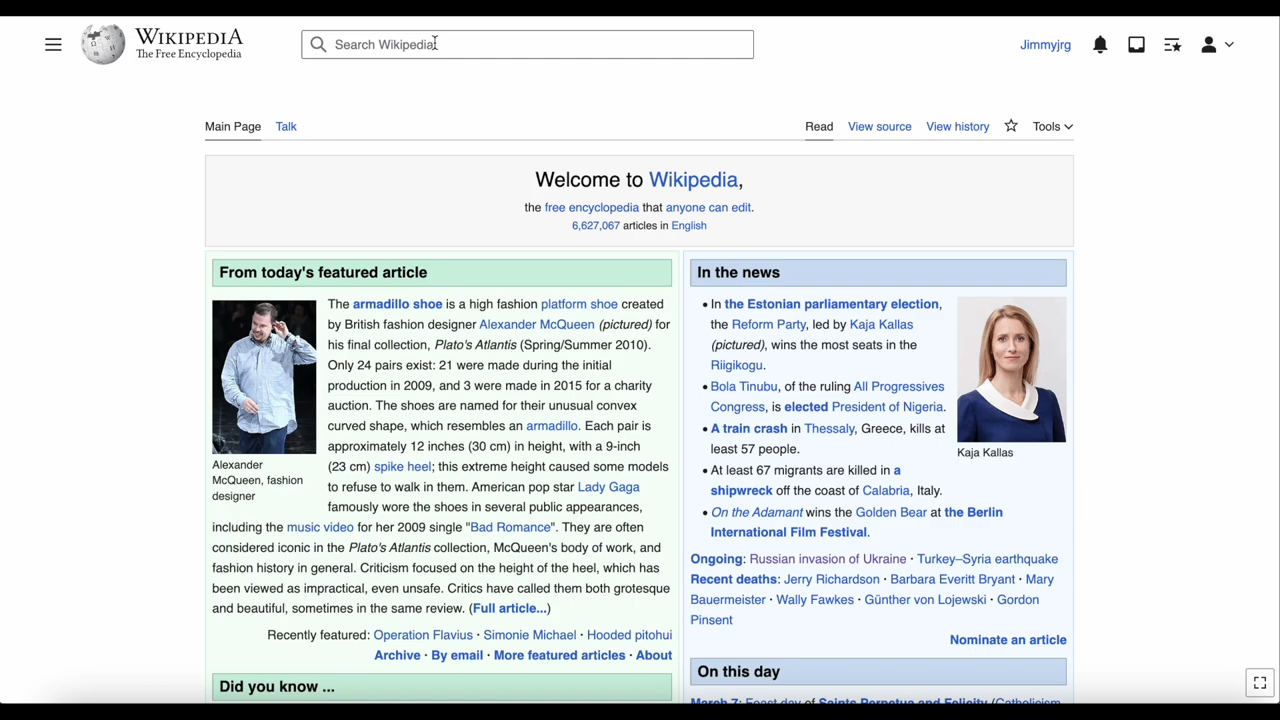 WIKIPEDIA
The Free Encyclopedia
Search Wikipedia
Jimmyjrg
Main Page Talk
Read View source View history Tools
Welcome to Wikipedia,
the free encyclopedia that anyone can edit.
6,627,067 articles in English
From today's featured article
The armadillo shoe is a high fashion platform shoe created
by British fashion designer Alexander McQueen (pictured) for
his final collection, Plato's Atlantis (Spring/Summer 2010).
Only 24 pairs exist: 21 were made during the initial
production in 2009, and 3 were made in 2015 for a charity
auction. The shoes are named for their unusual convex
curved shape, which resembles an armadillo. Each pair is
approximately 12 inches (30 cm) in height, with a 9-inch
(23 cm) spike heel; this extreme height caused some models
to refuse to walk in them. American pop star Lady Gaga
famously wore the shoes in several public appearances,
including the music video for her 2009 single "Bad Romance". They are often
considered iconic in the Plato's Atlantis collection, McQueen's body of work, and
fashion history in general. Criticism focused on the height of the heel, which has
been viewed as impractical, even unsafe. Critics have called them both grotesque
and beautiful, sometimes in the same review. (Full article...)
Alexander
McQueen, fashion
designer
Recently featured: Operation Flavius · Simonie Michael · Hooded pitohui
Archive · By email · More featured articles · About
Did you know ...
In the news
• In the Estonian parliamentary election,
the Reform Party, led by Kaja Kallas
(pictured), wins the most seats in the
Riigikogu.
• Bola Tinubu, of the ruling All Progressives
Congress, is elected President of Nigeria.
• A train crash in Thessaly, Greece, kills at
least 57 people.
• At least 67 migrants are killed in a
shipwreck off the coast of Calabria, Italy.
• On the Adamant wins the Golden Bear at the Berlin
International Film Festival.
Kaja Kallas
Ongoing: Russian invasion of Ukraine · Turkey–Syria earthquake
Recent deaths: Jerry Richardson · Barbara Everitt Bryant · Mary
Bauermeister · Wally Fawkes · Günther von Lojewski · Gordon
Pinsent
Nominate an article
On this day
March 7: Feast day of Saints Perpetua and Felicity (Catholicism